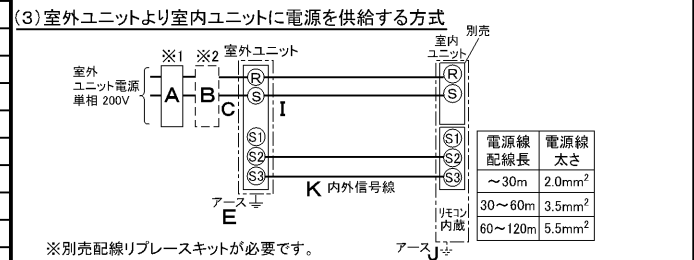 (3)室外ユニットより室内ユニットに電源を供給する方式
別売
※1 ※2 室外ユニット
室内
ユニット
室外
ユニット電源
単相 200V
A B
C I
R
S
S1
S2
S3
R
S
S1
S2
S3
K 内外信号線
アース
E
リモコン
内蔵
アース J
電源線
配線長
電源線
太さ
～30m 2.0mm²
30～60m 3.5mm²
60～120m 5.5mm²
※別売配線リプレースキットが必要です。